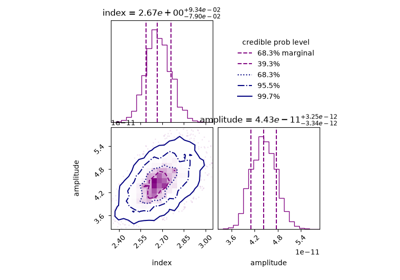 index = 2.67e+00+9.34e−02 −7.90e−02
credible prob level
68.3% marginal
39.3%
68.3%
95.5%
99.7%
1e−11
amplitude = 4.43e−11+3.25e−12 −3.34e−12
amplitude
5.4
4.8
4.2
3.6
2.40 2.55 2.70 2.85 3.00
3.6 4.2 4.8 5.4
1e−11
index
amplitude